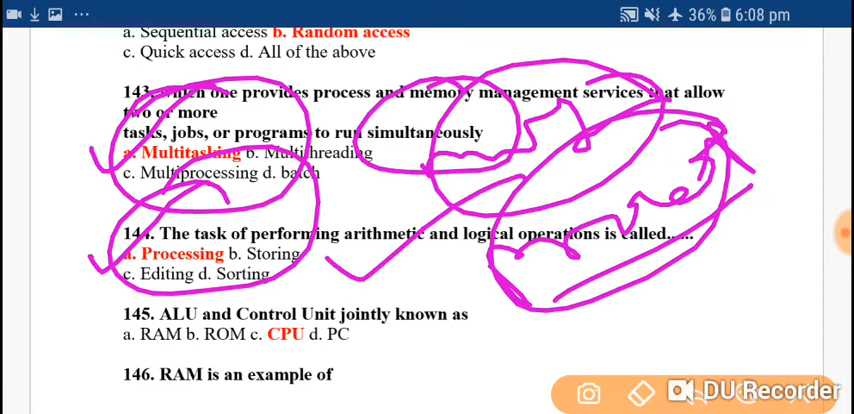 36% 6:08 pm
a. Sequential access b. Random access
c. Quick access d. All of the above
143. which one provides process and memory management services that allow
two or more
tasks, jobs, or programs to run simultaneously
a. Multitasking b. Multithreading
c. Multiprocessing d. batch
144. The task of performing arithmetic and logical operations is called......
a. Processing b. Storing
c. Editing d. Sorting
145. ALU and Control Unit jointly known as
a. RAM b. ROM c. CPU d. PC
146. RAM is an example of
DU Recorder